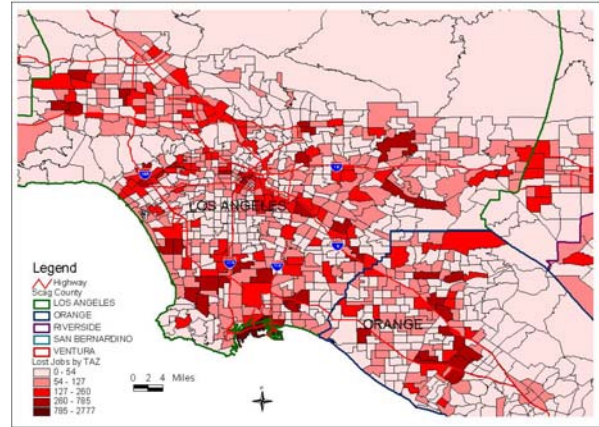 LOS ANGELES
ORANGE
Legend
Highway
Scag County
LOS ANGELES
ORANGE
RIVERSIDE
SAN BERNARDINO
VENTURA
Lost Jobs by TAZ
0 - 54
54 - 127
127 - 260
260 - 785
785 - 2777
0 2 4 Miles